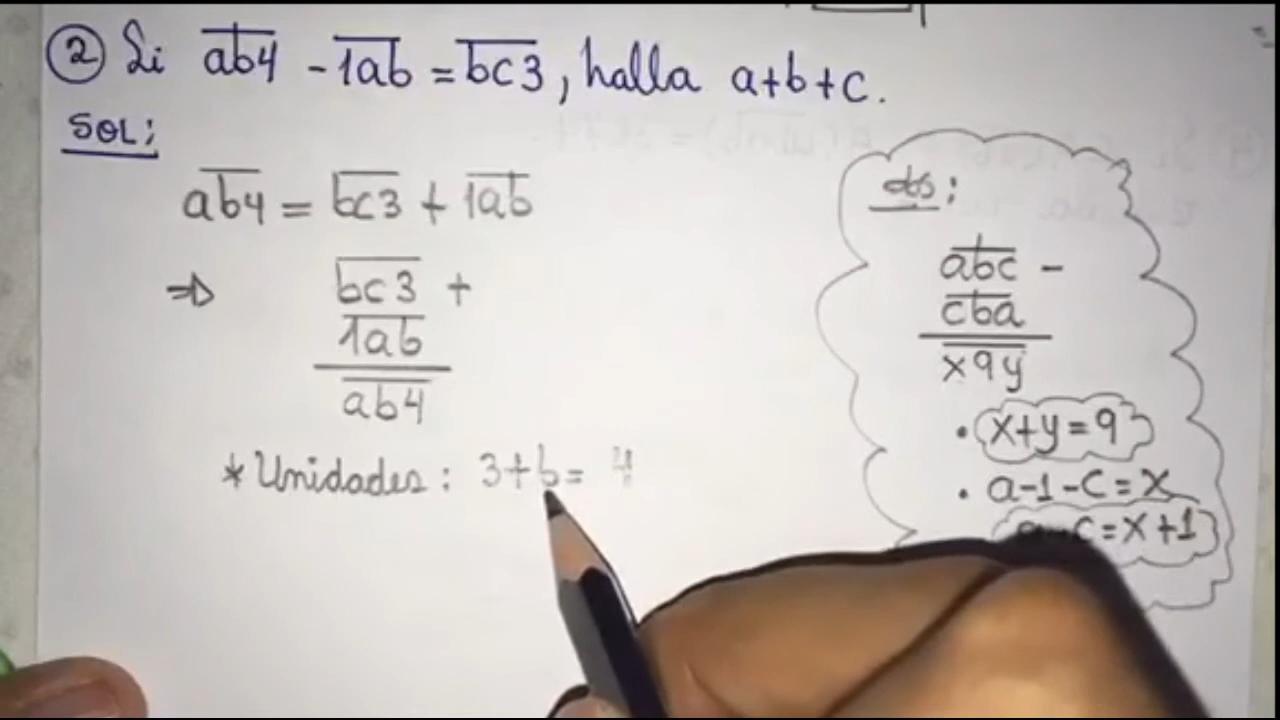 ② Si ab4 - 1ab = bc3, halla a+b+c.
SOL:
ab4 = bc3 + 1ab
⇒ bc3 +
1ab
ab4
* Unidades: 3+b= 4
obs:
abc -
cba
x9y
• x+y=9
• a-1-c=x
a-c=x+1